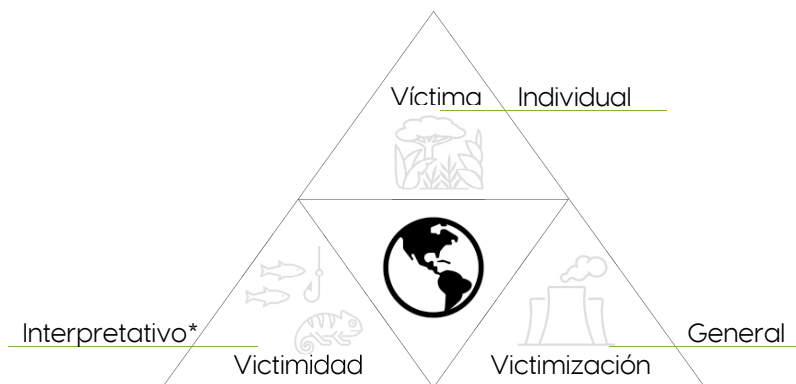 Víctima
Individual
Interpretativo*
General
Victimidad
Victimización